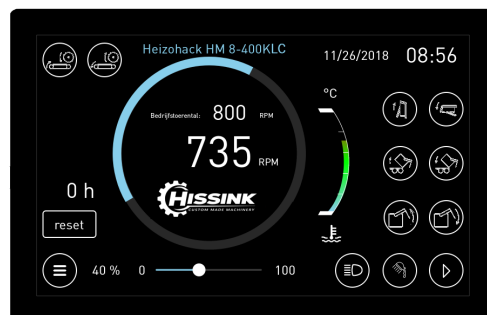 Heizohack HM 8-400KLC
11/26/2018 08:56
°C
Bedrijfstoerental: 800 RPM
735 RPM
HISSINK
CUSTOM MADE MACHINERY
0 h
reset
40 % 0 100